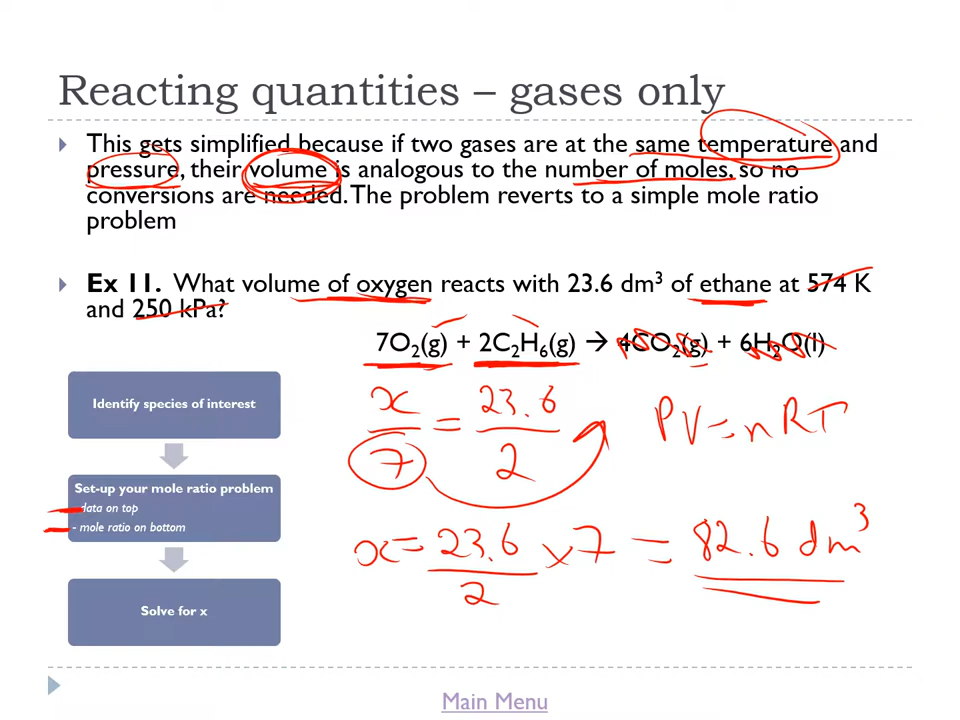 Reacting quantities – gases only
This gets simplified because if two gases are at the same temperature and
pressure, their volume is analogous to the number of moles, so no
conversions are needed. The problem reverts to a simple mole ratio
problem
Ex 11. What volume of oxygen reacts with 23.6 dm³ of ethane at 574 K
and 250 kPa?
7O₂(g) + 2C₂H₆(g) → 4CO₂(g) + 6H₂O(l)
Identify species of interest
Set-up your mole ratio problem
- data on top
- mole ratio on bottom
Solve for x
x/7 = 23.6/2
PV=nRT
x = 23.6/2 × 7 = 82.6 dm³
Main Menu